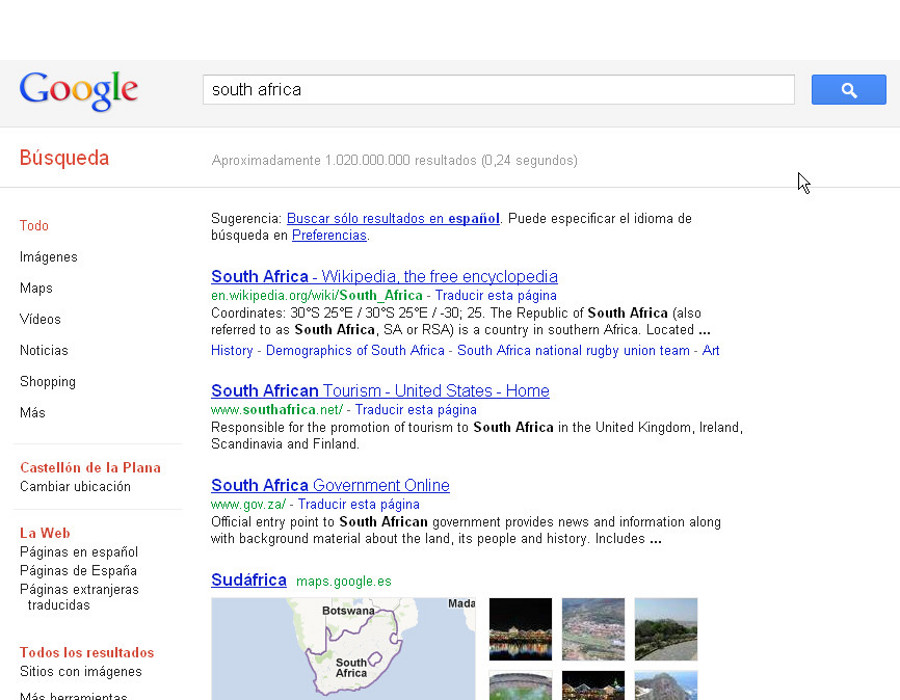 Google
south africa
Búsqueda
Aproximadamente 1.020.000.000 resultados (0,24 segundos)
Todo
Imágenes
Maps
Vídeos
Noticias
Shopping
Más
Castellón de la Plana
Cambiar ubicación
La Web
Páginas en español
Páginas de España
Páginas extranjeras
traducidas
Todos los resultados
Sitios con imágenes
Más herramientas
Sugerencia: Buscar sólo resultados en español. Puede especificar el idioma de
búsqueda en Preferencias.
South Africa - Wikipedia, the free encyclopedia
en.wikipedia.org/wiki/South_Africa - Traducir esta página
Coordinates: 30°S 25°E / 30°S 25°E / -30; 25. The Republic of South Africa (also
referred to as South Africa, SA or RSA) is a country in southern Africa. Located ...
History - Demographics of South Africa - South Africa national rugby union team - Art
South African Tourism - United States - Home
www.southafrica.net/ - Traducir esta página
Responsible for the promotion of tourism to South Africa in the United Kingdom, Ireland,
Scandinavia and Finland.
South Africa Government Online
www.gov.za/ - Traducir esta página
Official entry point to South African government provides news and information along
with background material about the land, its people and history. Includes ...
Sudáfrica maps.google.es
Mada
Botswana
South
Africa